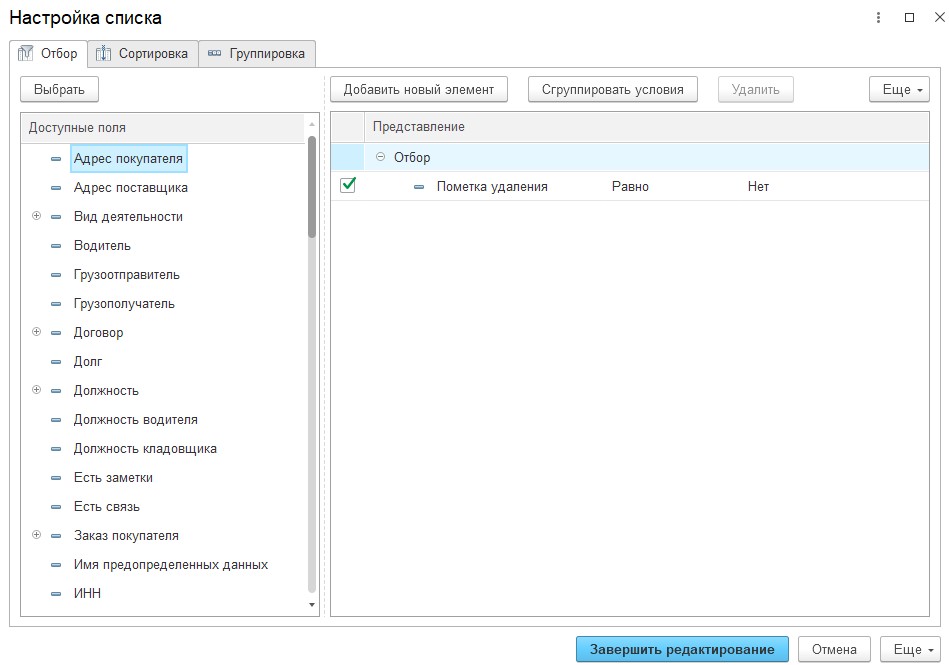 Настройка списка
Отбор Сортировка Группировка
Выбрать Добавить новый элемент Сгруппировать условия Удалить Еще
Доступные поля
Представление
Адрес покупателя
Отбор
Адрес поставщика
Пометка удаления Равно Нет
Вид деятельности
Водитель
Грузоотправитель
Грузополучатель
Договор
Долг
Должность
Должность водителя
Должность кладовщика
Есть заметки
Есть связь
Заказ покупателя
Имя предопределенных данных
ИНН
Завершить редактирование Отмена Еще